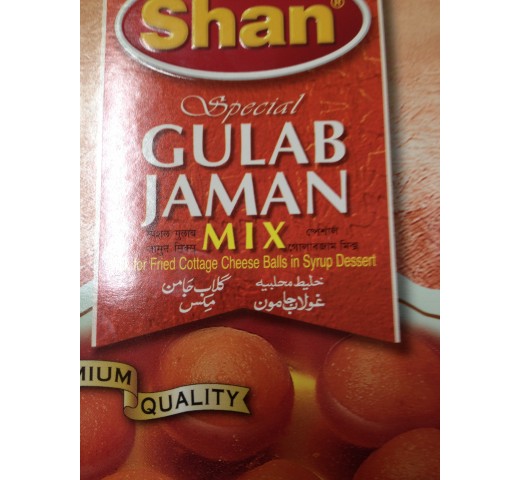 Shan®
Special
GULAB
JAMAN
MIX
for Fried Cottage Cheese Balls in Syrup Dessert
স্পেশাল
গোলাবজাম মিক্স
گلاب جامن
مکس
خليط محلبيه
غولاب جامون
MIUM
QUALITY